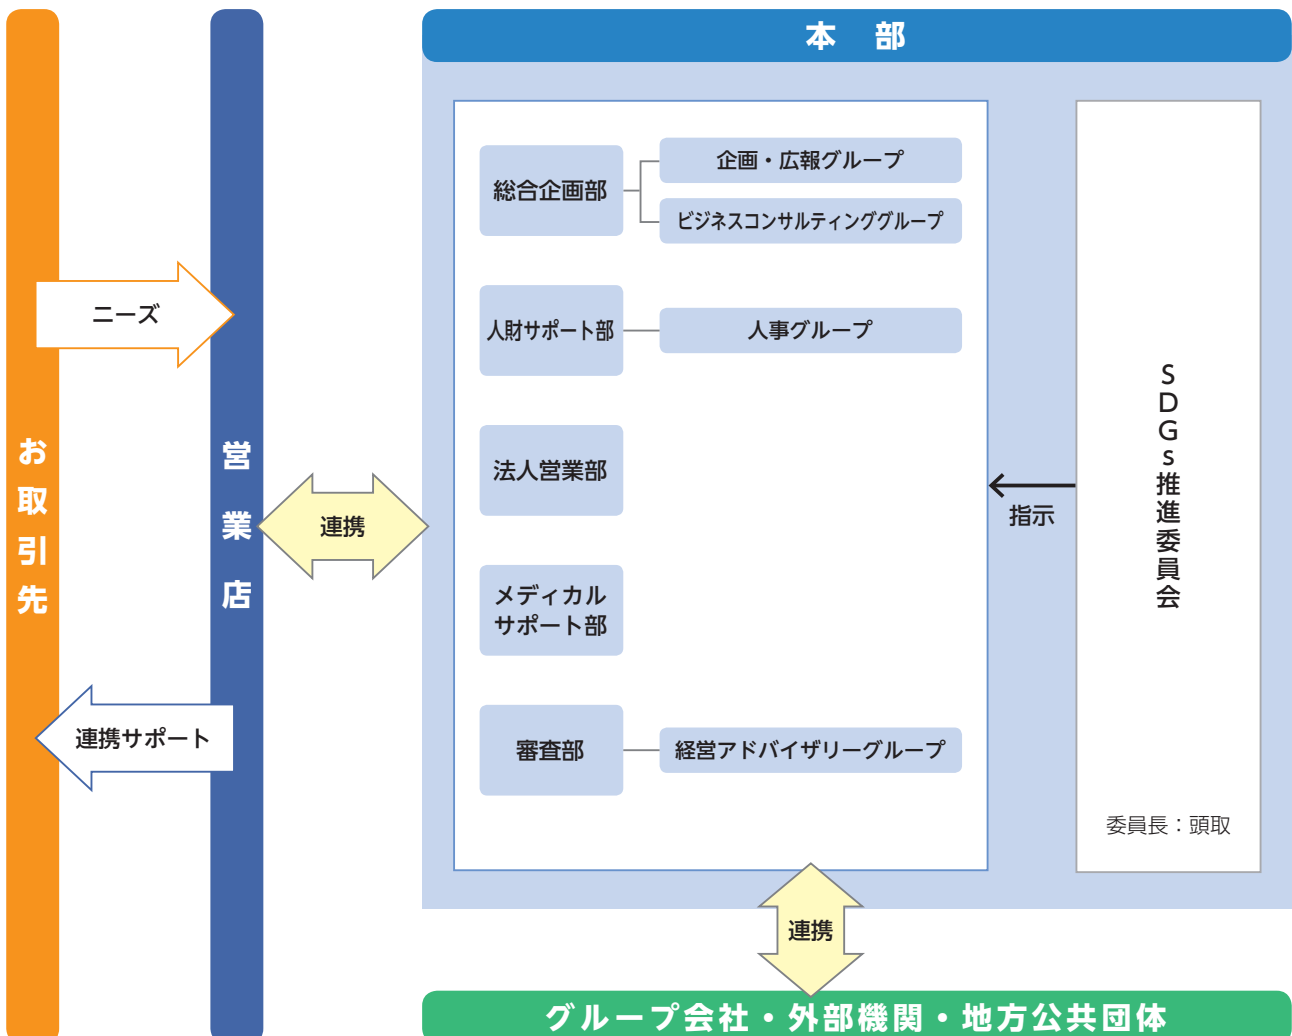 お取引先
営業店
ニーズ
連携サポート
連携
本　部
総合企画部
企画・広報グループ
ビジネスコンサルティンググループ
人財サポート部
人事グループ
法人営業部
メディカル
サポート部
審査部
経営アドバイザリーグループ
指示
SDGs推進委員会
委員長：頭取
連携
グループ会社・外部機関・地方公共団体